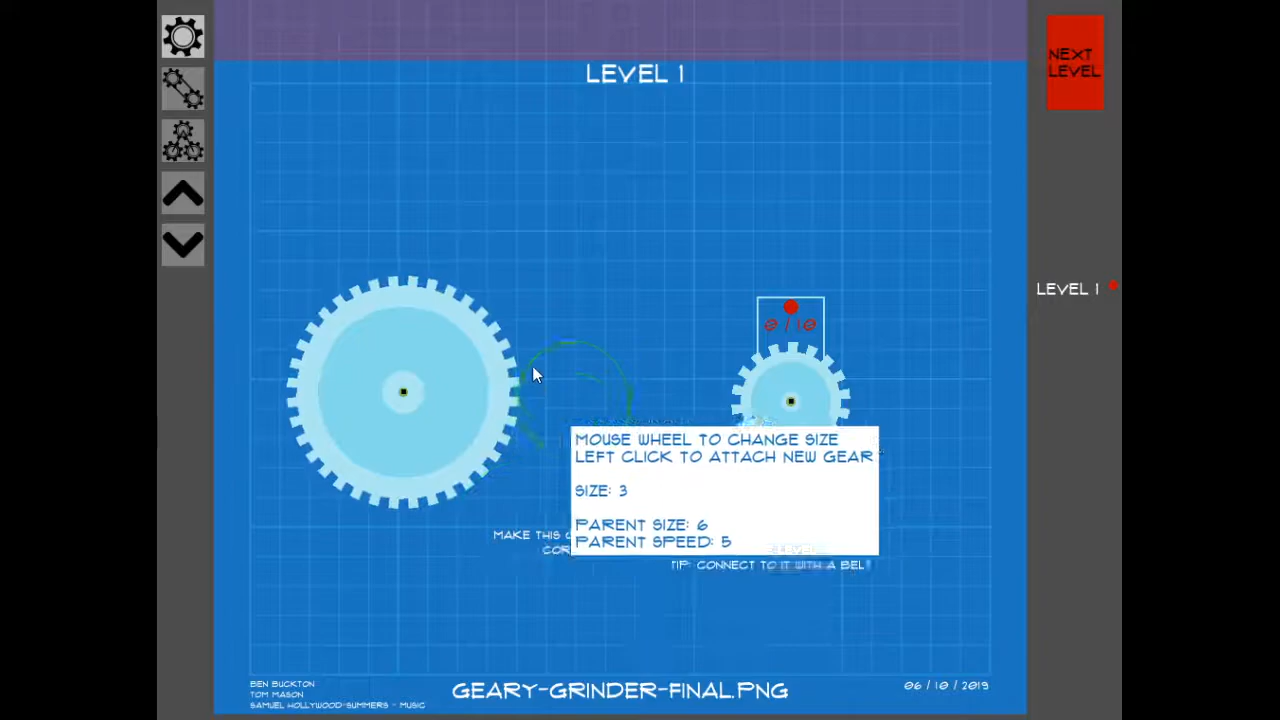 NEXT
LEVEL
LEVEL 1
LEVEL 1
0/10
MOUSE WHEEL TO CHANGE SIZE
LEFT CLICK TO ATTACH NEW GEAR
SIZE: 3
PARENT SIZE: 6
PARENT SPEED: 5
MAKE THIS
TIP: CONNECT TO IT WITH A BEL
BEN BUCKTON
TOM MASON
SAMUEL HOLLYWOOD-SUMMERS - MUSIC
GEARY-GRINDER-FINAL.PNG
06/10/2019